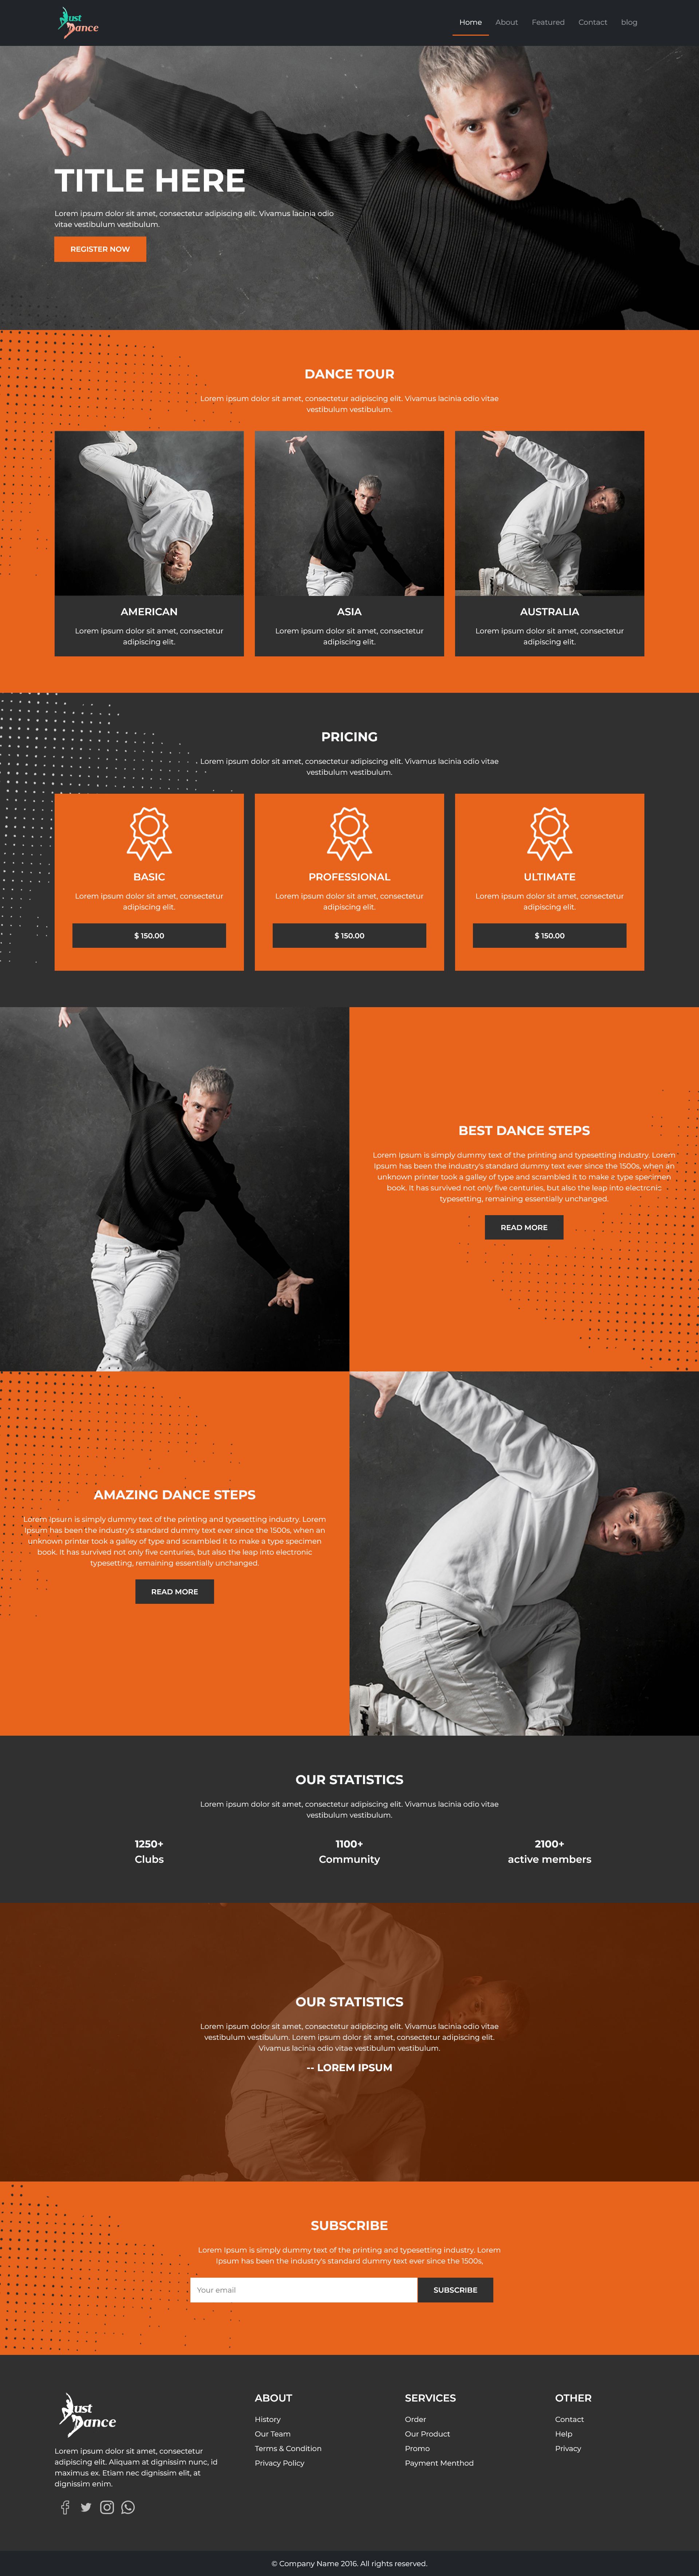 Just
Dance
Home About Featured Contact blog
TITLE HERE
Lorem ipsum dolor sit amet, consectetur adipiscing elit. Vivamus lacinia odio
vitae vestibulum vestibulum.
REGISTER NOW
DANCE TOUR
Lorem ipsum dolor sit amet, consectetur adipiscing elit. Vivamus lacinia odio vitae
vestibulum vestibulum.
AMERICAN
Lorem ipsum dolor sit amet, consectetur
adipiscing elit.
ASIA
Lorem ipsum dolor sit amet, consectetur
adipiscing elit.
AUSTRALIA
Lorem ipsum dolor sit amet, consectetur
adipiscing elit.
PRICING
Lorem ipsum dolor sit amet, consectetur adipiscing elit. Vivamus lacinia odio vitae
vestibulum vestibulum.
BASIC
Lorem ipsum dolor sit amet, consectetur
adipiscing elit.
$ 150.00
PROFESSIONAL
Lorem ipsum dolor sit amet, consectetur
adipiscing elit.
$ 150.00
ULTIMATE
Lorem ipsum dolor sit amet, consectetur
adipiscing elit.
$ 150.00
BEST DANCE STEPS
Lorem Ipsum is simply dummy text of the printing and typesetting industry. Lorem
Ipsum has been the industry's standard dummy text ever since the 1500s, when an
unknown printer took a galley of type and scrambled it to make a type specimen
book. It has survived not only five centuries, but also the leap into electronic
typesetting, remaining essentially unchanged.
READ MORE
AMAZING DANCE STEPS
Lorem Ipsum is simply dummy text of the printing and typesetting industry. Lorem
Ipsum has been the industry's standard dummy text ever since the 1500s, when an
unknown printer took a galley of type and scrambled it to make a type specimen
book. It has survived not only five centuries, but also the leap into electronic
typesetting, remaining essentially unchanged.
READ MORE
OUR STATISTICS
Lorem ipsum dolor sit amet, consectetur adipiscing elit. Vivamus lacinia odio vitae
vestibulum vestibulum.
1250+
Clubs
1100+
Community
2100+
active members
OUR STATISTICS
Lorem ipsum dolor sit amet, consectetur adipiscing elit. Vivamus lacinia odio vitae
vestibulum vestibulum. Lorem ipsum dolor sit amet, consectetur adipiscing elit.
Vivamus lacinia odio vitae vestibulum vestibulum.
-- LOREM IPSUM
SUBSCRIBE
Lorem Ipsum is simply dummy text of the printing and typesetting industry. Lorem
Ipsum has been the industry's standard dummy text ever since the 1500s,
Your email
SUBSCRIBE
Just
Dance
Lorem ipsum dolor sit amet, consectetur
adipiscing elit. Aliquam at dignissim nunc, id
maximus ex. Etiam nec dignissim elit, at
dignissim enim.
ABOUT
History
Our Team
Terms & Condition
Privacy Policy
SERVICES
Order
Our Product
Promo
Payment Menthod
OTHER
Contact
Help
Privacy
© Company Name 2016. All rights reserved.